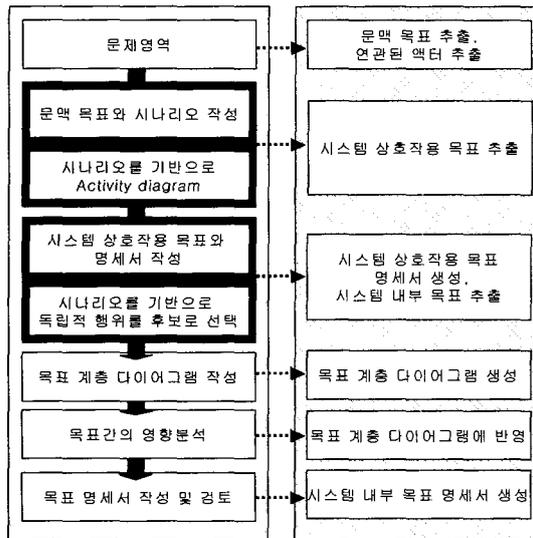 문제영역
문맥 목표 추출,
연관된 액터 추출
문맥 목표와 시나리오 작성
시나리오를 기반으로
Activity diagram
시스템 상호작용 목표 추출
시스템 상호작용 목표와
명세서 작성
시나리오를 기반으로
독립적 행위를 후보로 선택
시스템 상호작용 목표
명세서 생성,
시스템 내부 목표 추출
목표 계층 다이어그램 작성
목표 계층 다이어그램 생성
목표간의 영향분석
목표 계층 다이어그램에 반영
목표 명세서 작성 및 검토
시스템 내부 목표 명세서 생성